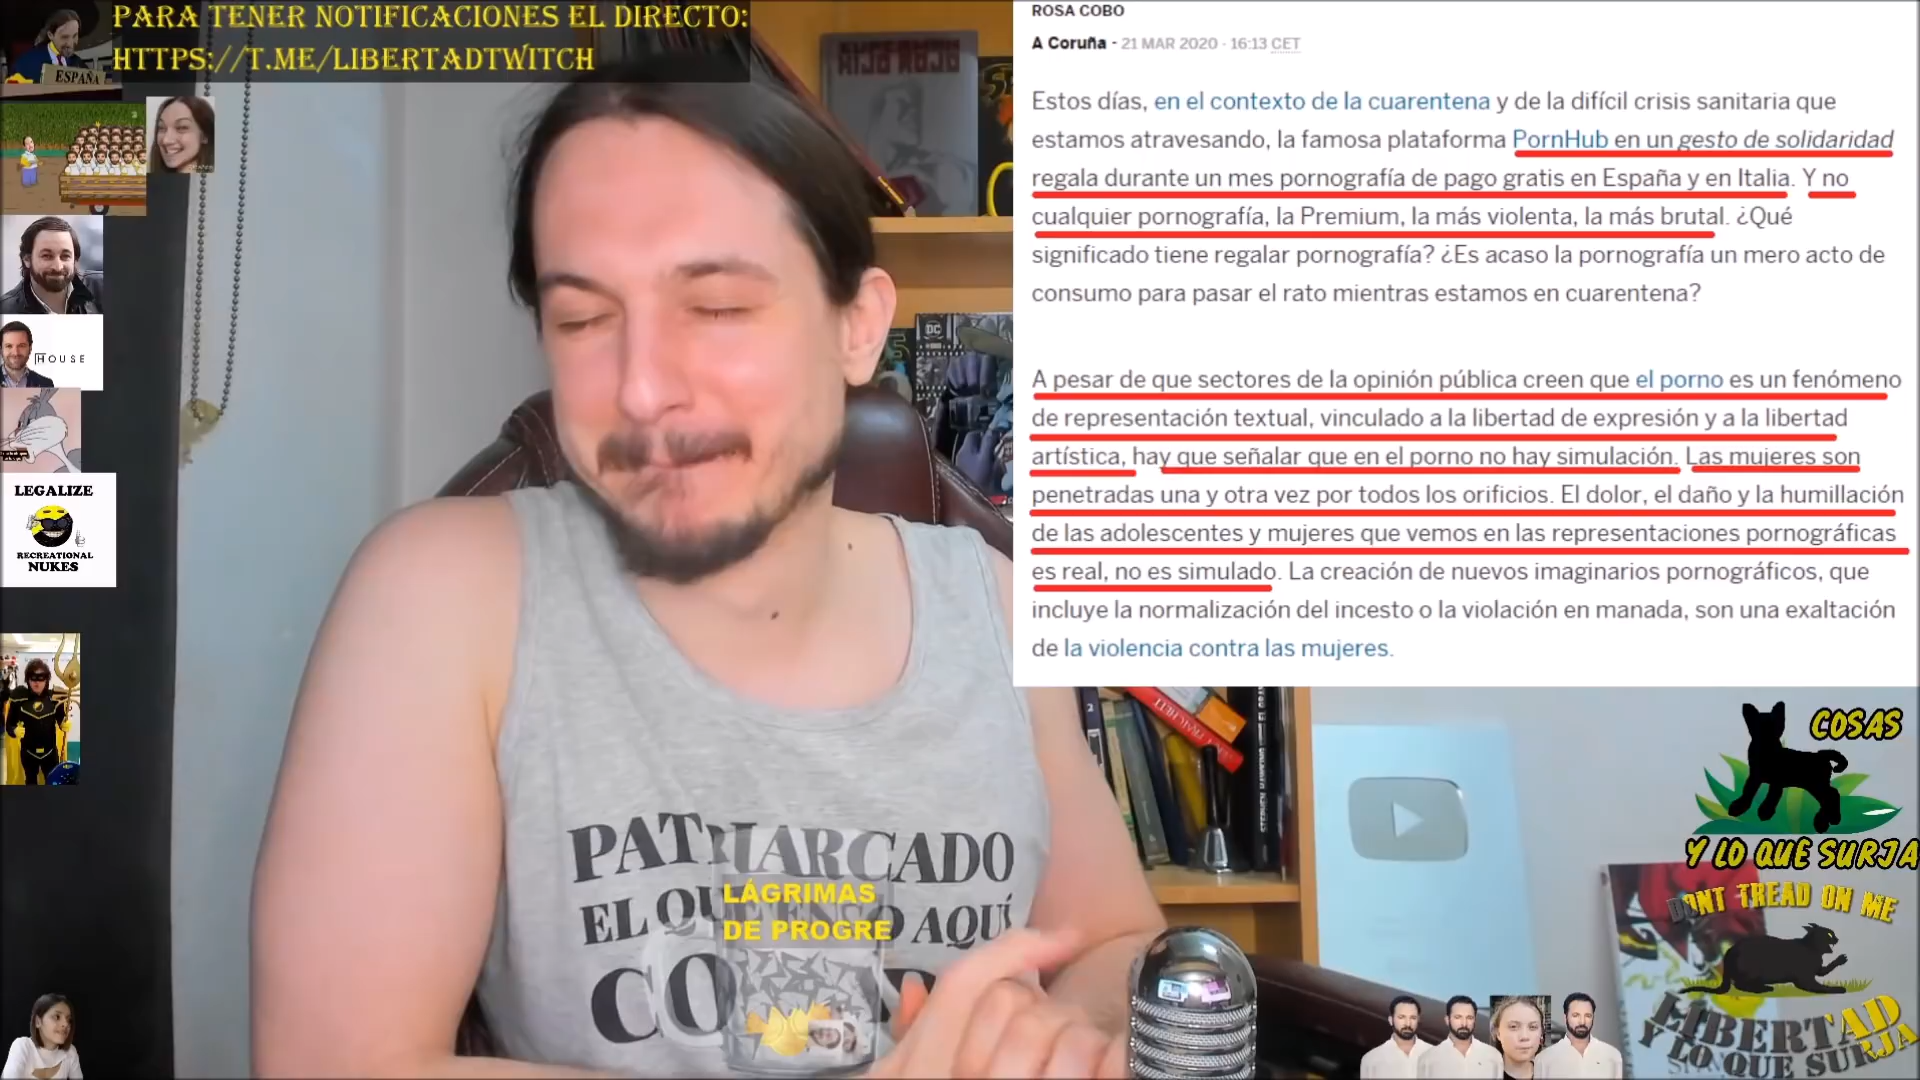 PARA TENER NOTIFICACIONES EL DIRECTO:
HTTPS://T.ME/LIBERTADTWITCH
ESPAÑA
HOUSE
LEGALIZE
RECREATIONAL
NUKES
ROSA COBO
A Coruña - 21 MAR 2020 · 16:13 CET
Estos días, en el contexto de la cuarentena y de la difícil crisis sanitaria que
estamos atravesando, la famosa plataforma PornHub en un gesto de solidaridad
regala durante un mes pornografía de pago gratis en España y en Italia. Y no
cualquier pornografía, la Premium, la más violenta, la más brutal. ¿Qué
significado tiene regalar pornografía? ¿Es acaso la pornografía un mero acto de
consumo para pasar el rato mientras estamos en cuarentena?
A pesar de que sectores de la opinión pública creen que el porno es un fenómeno
de representación textual, vinculado a la libertad de expresión y a la libertad
artística, hay que señalar que en el porno no hay simulación. Las mujeres son
penetradas una y otra vez por todos los orificios. El dolor, el daño y la humillación
de las adolescentes y mujeres que vemos en las representaciones pornográficas
es real, no es simulado. La creación de nuevos imaginarios pornográficos, que
incluye la normalización del incesto o la violación en manada, son una exaltación
de la violencia contra las mujeres.
HIJO ROJO
DC
PATRIARCADO
EL QUE TENGO AQUÍ
LÁGRIMAS
DE PROGRE
COSAS
Y LO QUE SURJA
DONT TREAD ON ME
LIBERTAD
Y LO QUE SURJA